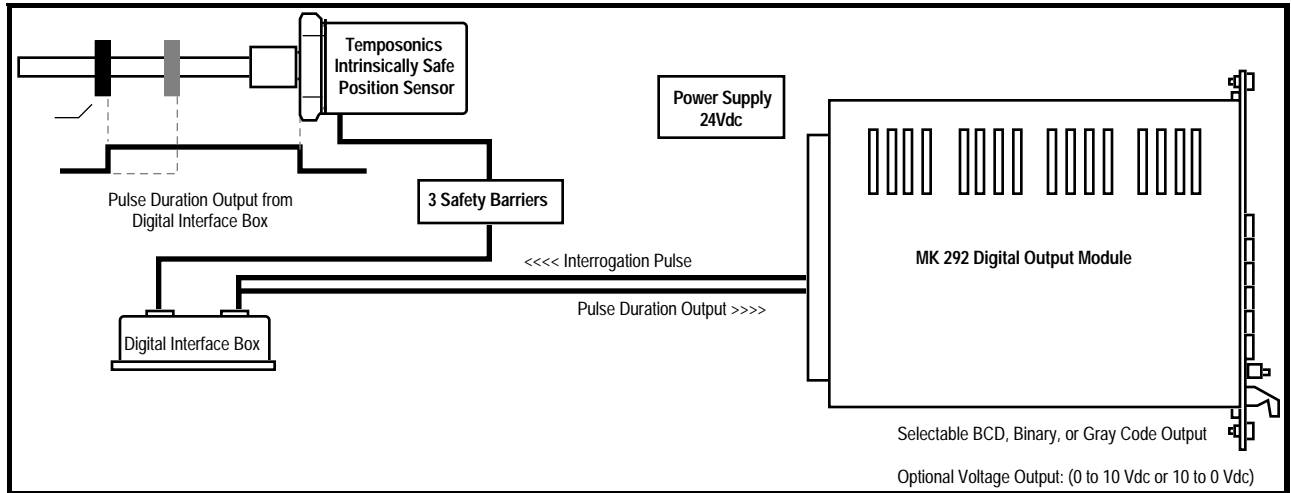 Temposonics
Intrinsically Safe
Position Sensor
Power Supply
24Vdc
Pulse Duration Output from
Digital Interface Box
3 Safety Barriers
<<<< Interrogation Pulse
MK 292 Digital Output Module
Pulse Duration Output >>>>
Digital Interface Box
Selectable BCD, Binary, or Gray Code Output
Optional Voltage Output: (0 to 10 Vdc or 10 to 0 Vdc)